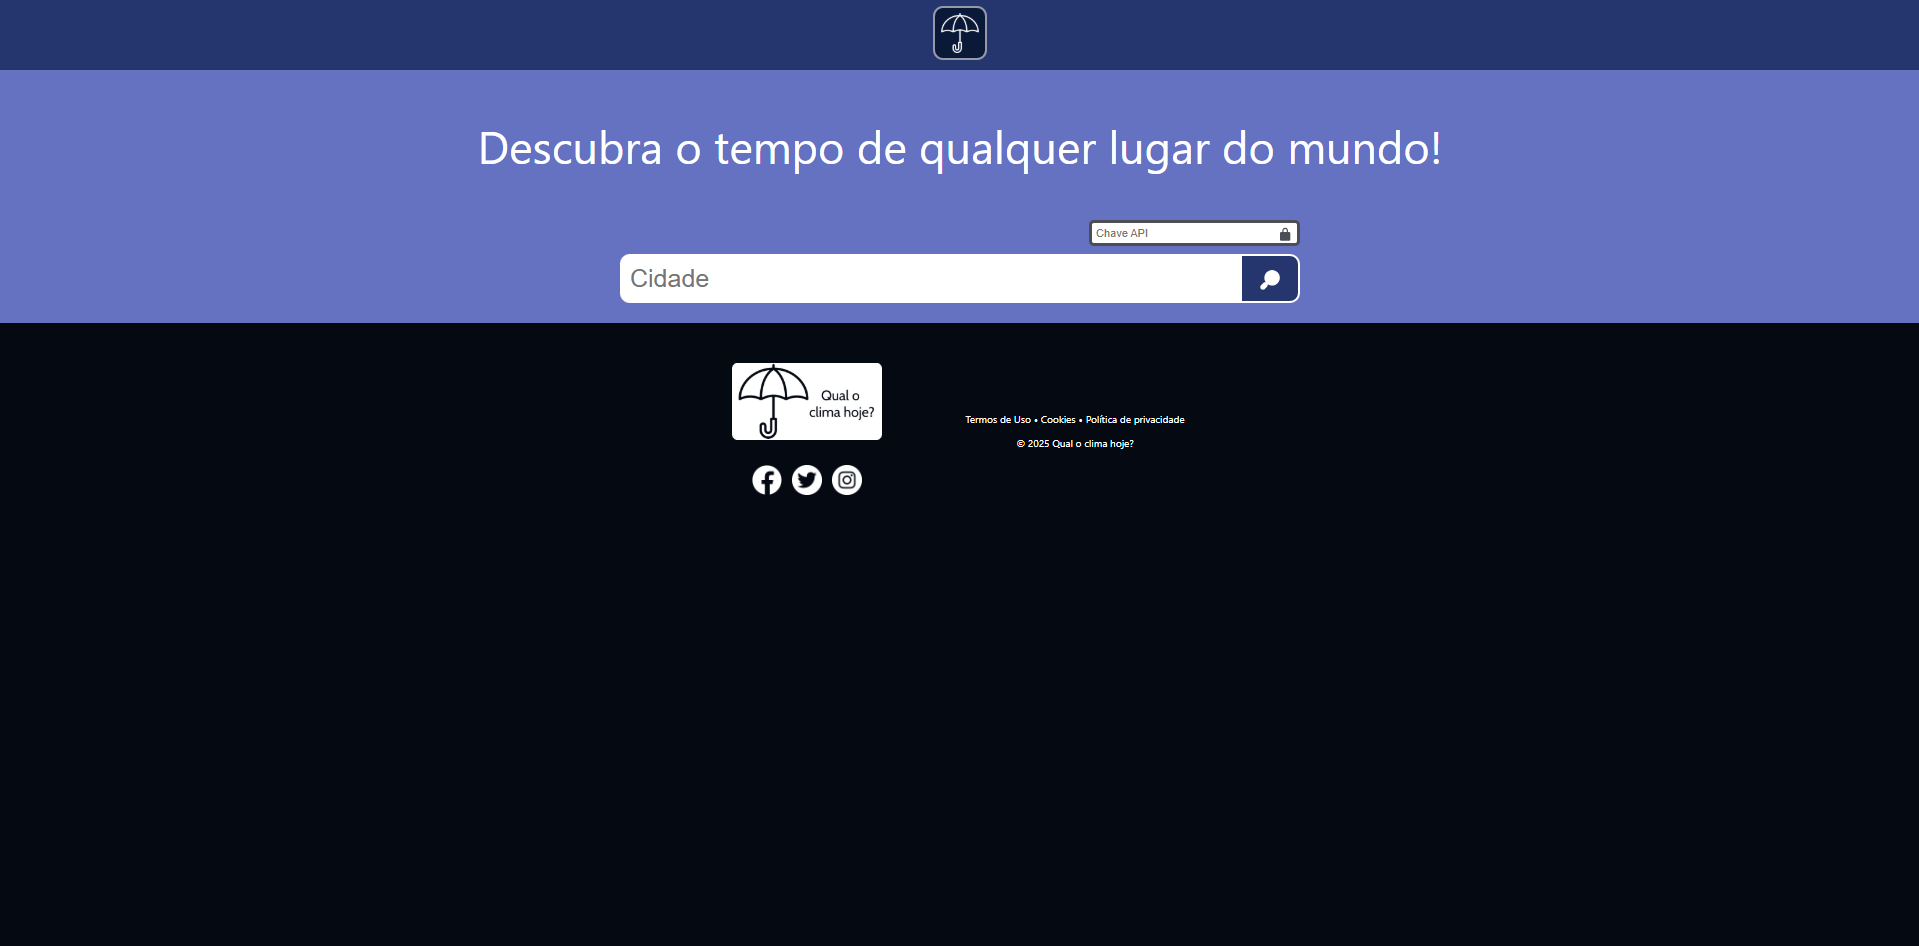 Descubra o tempo de qualquer lugar do mundo!
Chave API
Cidade
Qual o
clima hoje?
Termos de Uso • Cookies • Política de privacidade
© 2025 Qual o clima hoje?